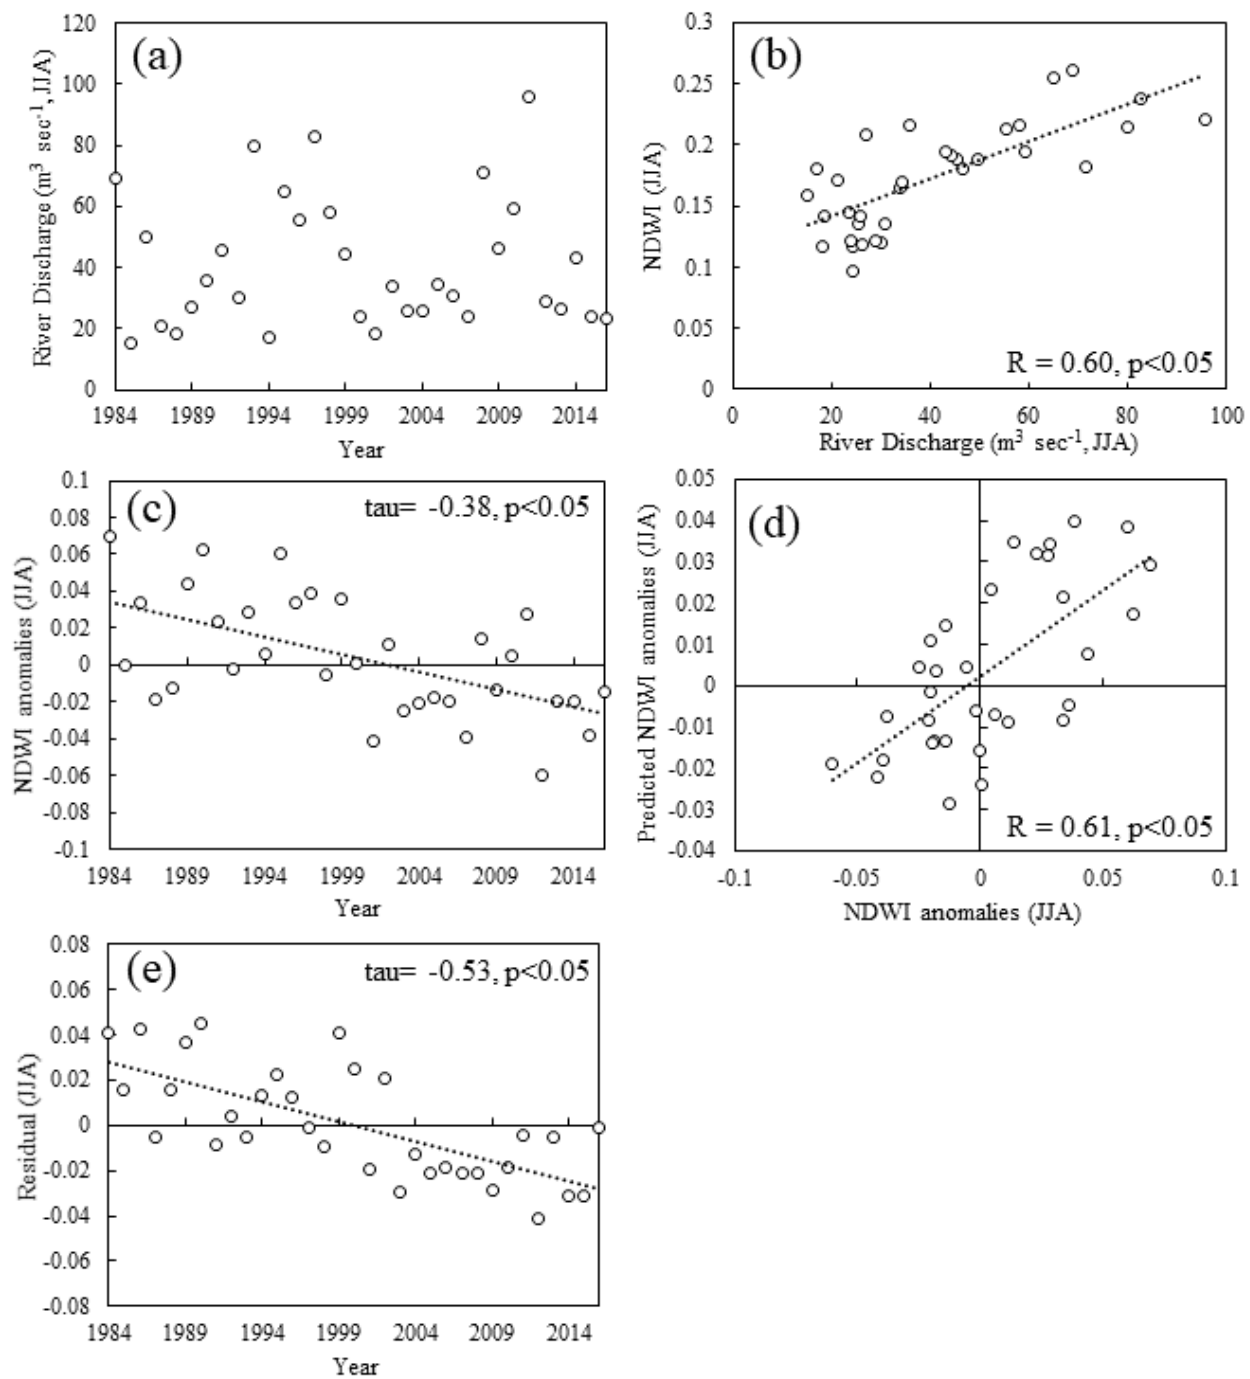 (a)
River Discharge (m³ sec⁻¹, JJA)
120
100
80
60
40
20
0
1984 1989 1994 1999 2004 2009 2014
Year
(b)
NDWI (JJA)
0.3
0.25
0.2
0.15
0.1
0.05
0
R = 0.60, p<0.05
0 20 40 60 80 100
River Discharge (m³ sec⁻¹, JJA)
(c)
tau= -0.38, p<0.05
NDWI anomalies (JJA)
0.1
0.08
0.06
0.04
0.02
0
-0.02
-0.04
-0.06
-0.08
-0.1
1984 1989 1994 1999 2004 2009 2014
Year
(d)
Predicted NDWI anomalies (JJA)
0.05
0.04
0.03
0.02
0.01
0
-0.01
-0.02
-0.03
-0.04
R = 0.61, p<0.05
-0.1 -0.05 0 0.05 0.1
NDWI anomalies (JJA)
(e)
tau= -0.53, p<0.05
Residual (JJA)
0.08
0.06
0.04
0.02
0
-0.02
-0.04
-0.06
-0.08
1984 1989 1994 1999 2004 2009 2014
Year